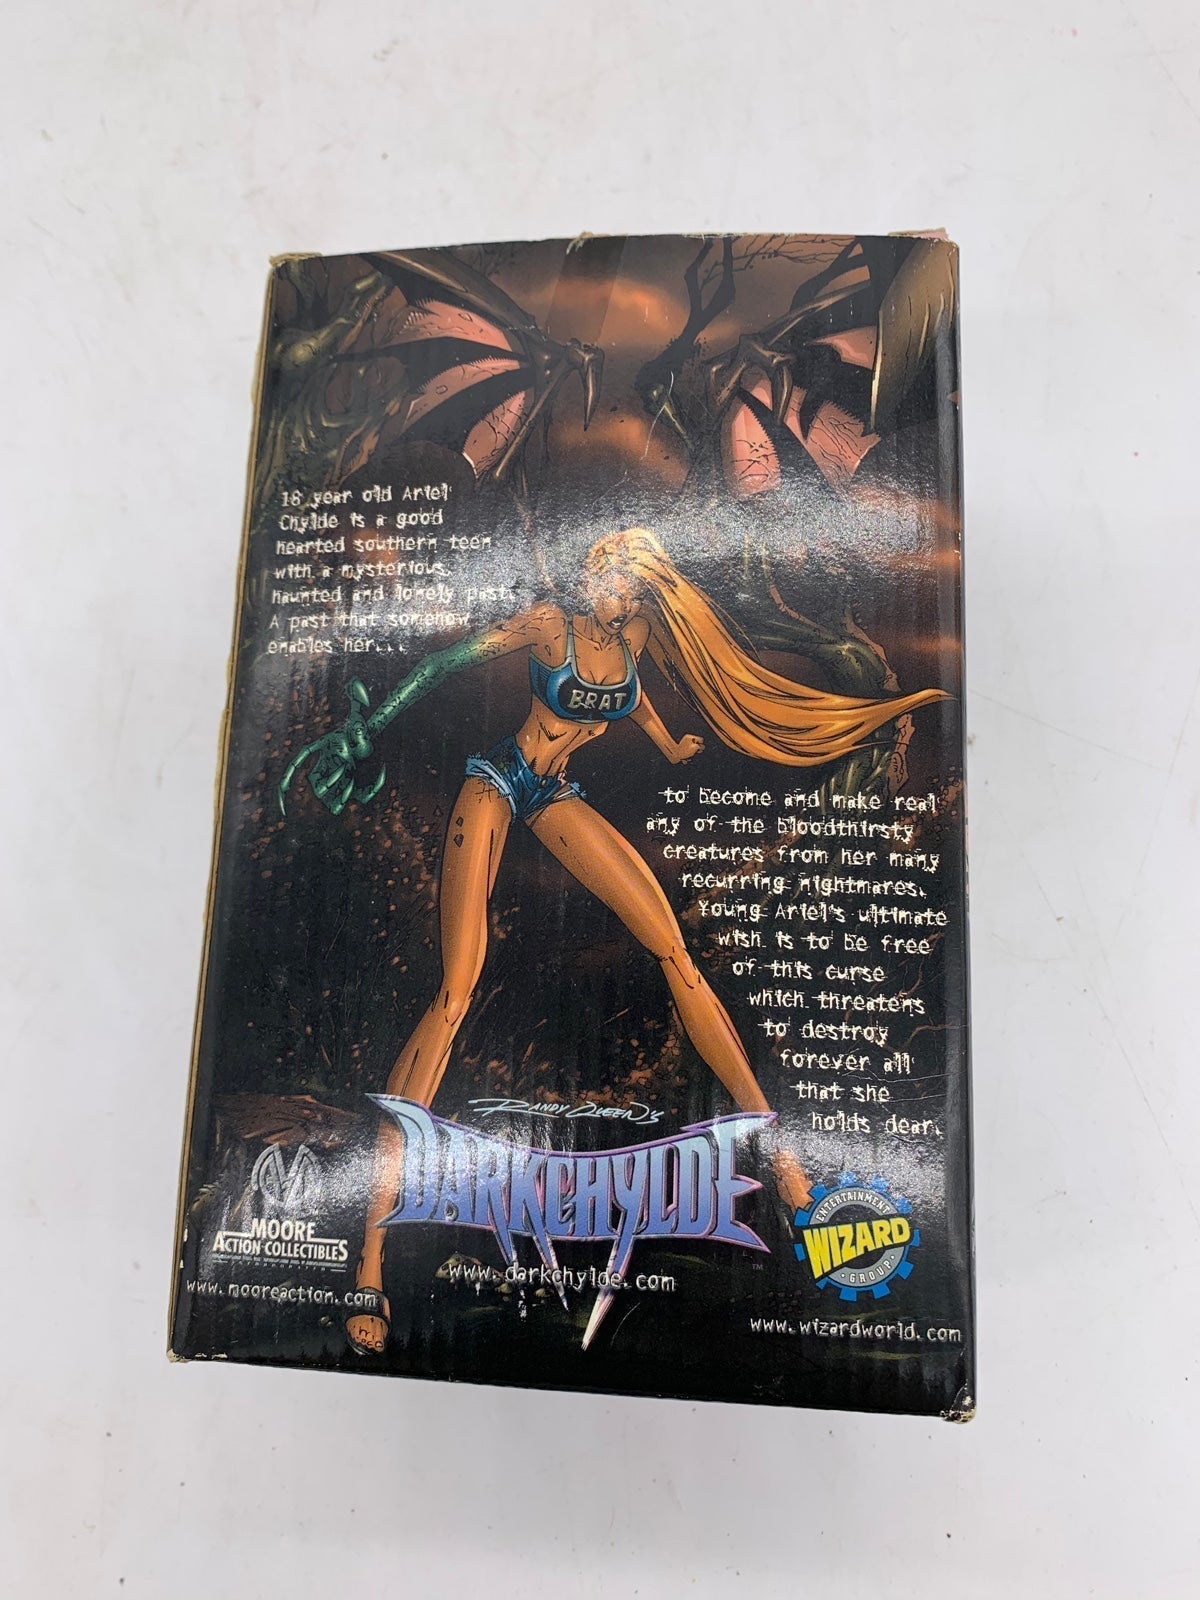 18 year old Ariel
Chylde is a good
hearted southern teen
with a mysterious,
haunted and lonely past.
A past that somehow
enables her...
BRAT
to become and make real
any of the bloodthirsty
creatures from her many
recurring nightmares.
Young Ariel's ultimate
wish is to be free
of this curse
which threatens
to destroy
forever all
that she
holds dear.
RANDY QUEEN'S
DARKCHYLDE
TM
www.darkchylde.com
MOORE
ACTION COLLECTIBLES
www.mooreaction.com
ENTERTAINMENT
WIZARD
GROUP
www.wizardworld.com